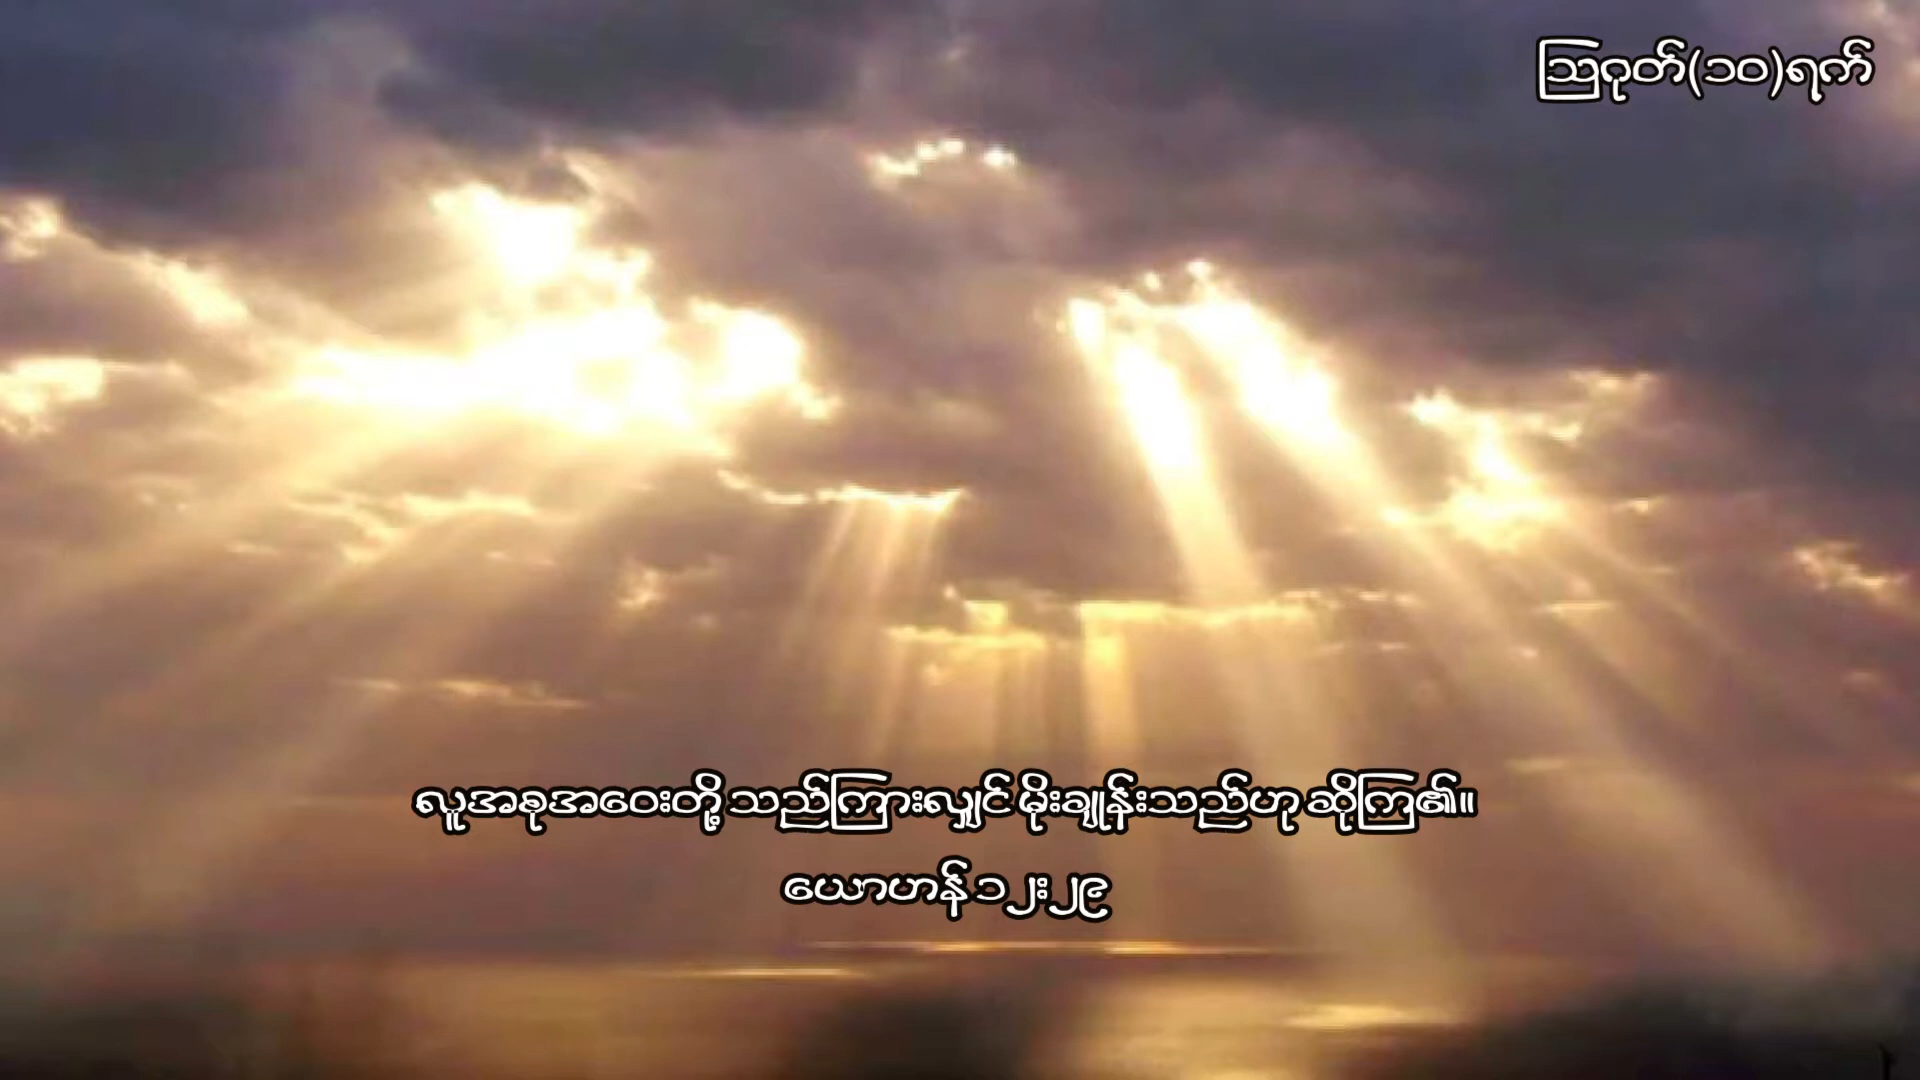 ဩဂုတ်(၁၀)ရက်
လူအစုအဝေးတို့ သည်ကြားလျှင် မိုးချုန်းသည်ဟု ဆိုကြ၏။
ယောဟန် ၁၂း၂၉